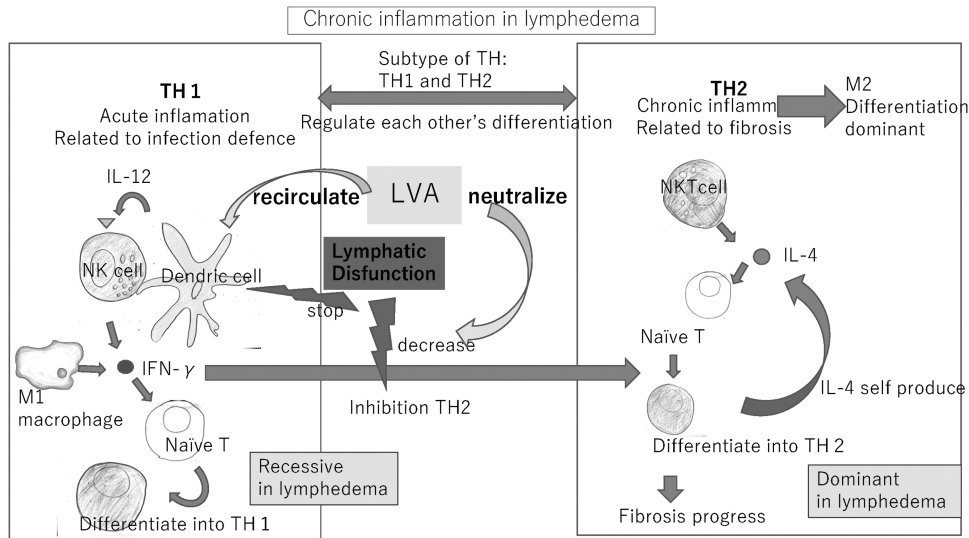 Chronic inflammation in lymphedema
TH 1
Acute inflamation
Related to infection defence
Subtype of TH:
TH1 and TH2
Regulate each other's differentiation
TH2
Chronic inflamm
Related to fibrosis
M2
Differentiation
dominant
IL-12
NK cell
Dendric cell
recirculate
LVA
neutralize
Lymphatic
Disfunction
stop
decrease
Inhibition TH2
M1
macrophage
IFN-γ
Naïve T
Differentiate into TH 1
Recessive
in lymphedema
NKTcell
IL-4
Naïve T
IL-4 self produce
Differentiate into TH 2
Fibrosis progress
Dominant
in lymphedema